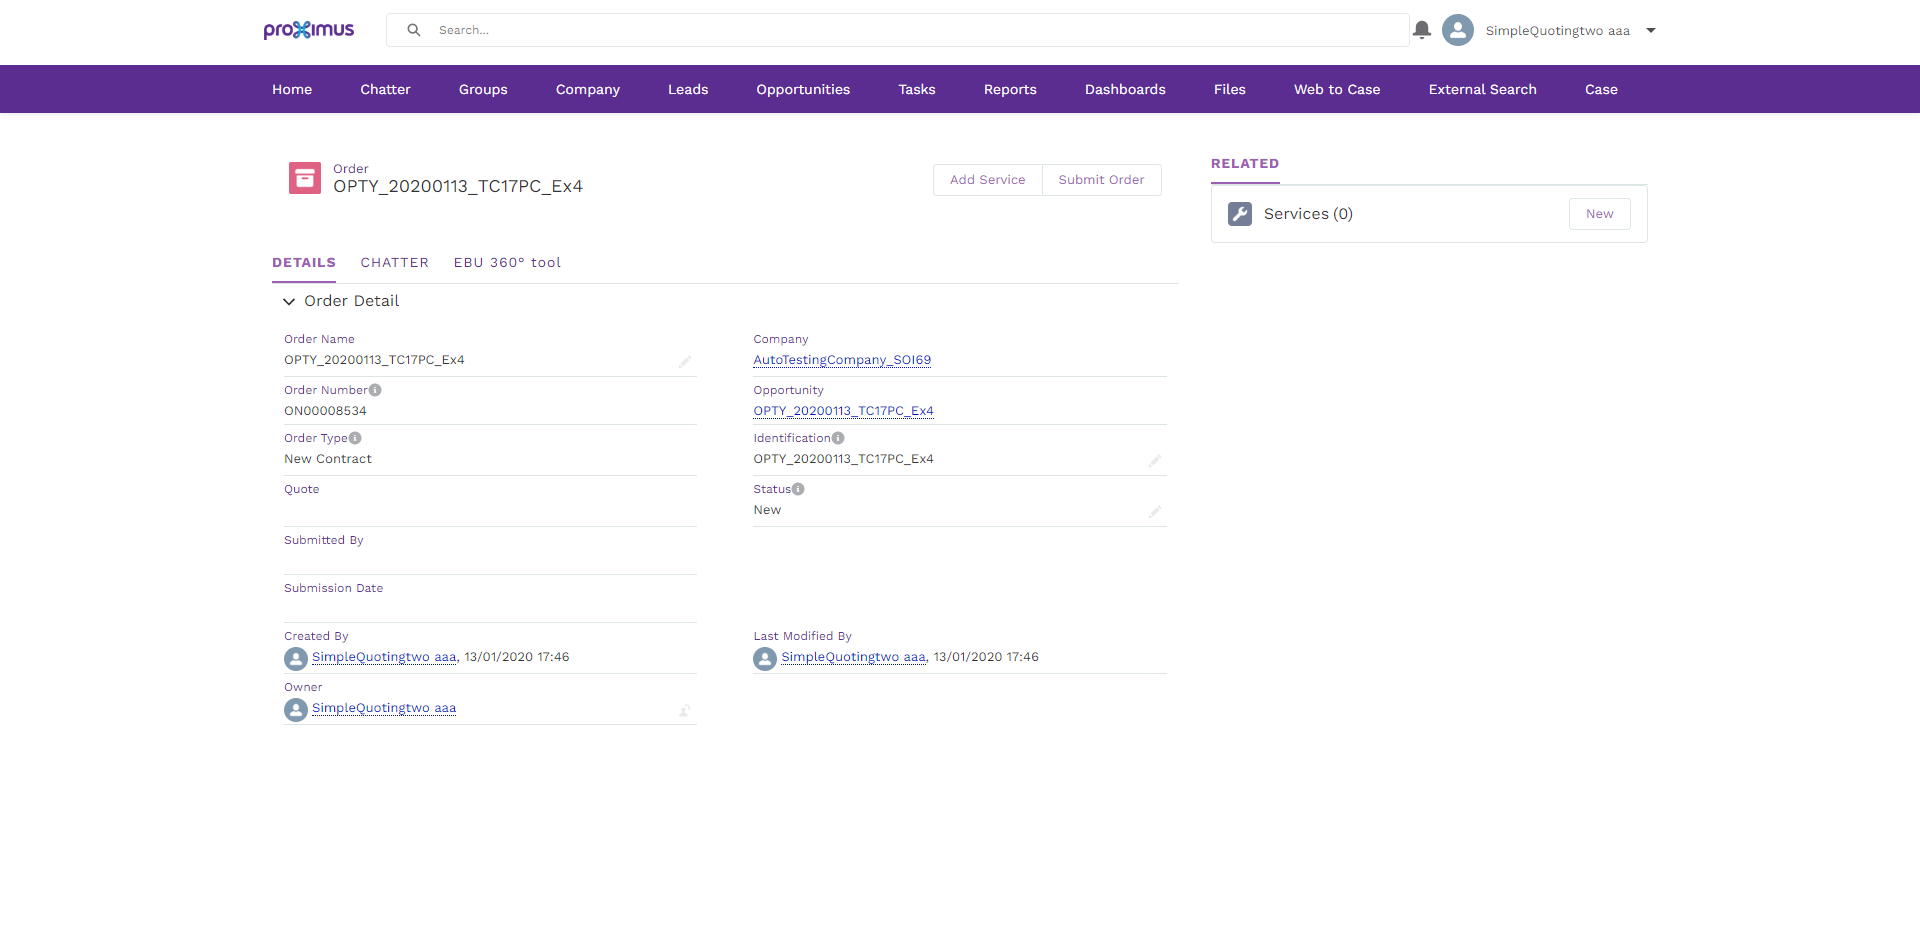 proximus
Search...
SimpleQuotingtwo aaa
Home Chatter Groups Company Leads Opportunities Tasks Reports Dashboards Files Web to Case External Search Case
Order
OPTY_20200113_TC17PC_Ex4
Add Service Submit Order
RELATED
Services (0) New
DETAILS CHATTER EBU 360° tool
Order Detail
Order Name
OPTY_20200113_TC17PC_Ex4
Company
AutoTestingCompany_SOI69
Order Number
ON00008534
Opportunity
OPTY_20200113_TC17PC_Ex4
Order Type
New Contract
Identification
OPTY_20200113_TC17PC_Ex4
Quote
Status
New
Submitted By
Submission Date
Created By
SimpleQuotingtwo aaa, 13/01/2020 17:46
Last Modified By
SimpleQuotingtwo aaa, 13/01/2020 17:46
Owner
SimpleQuotingtwo aaa